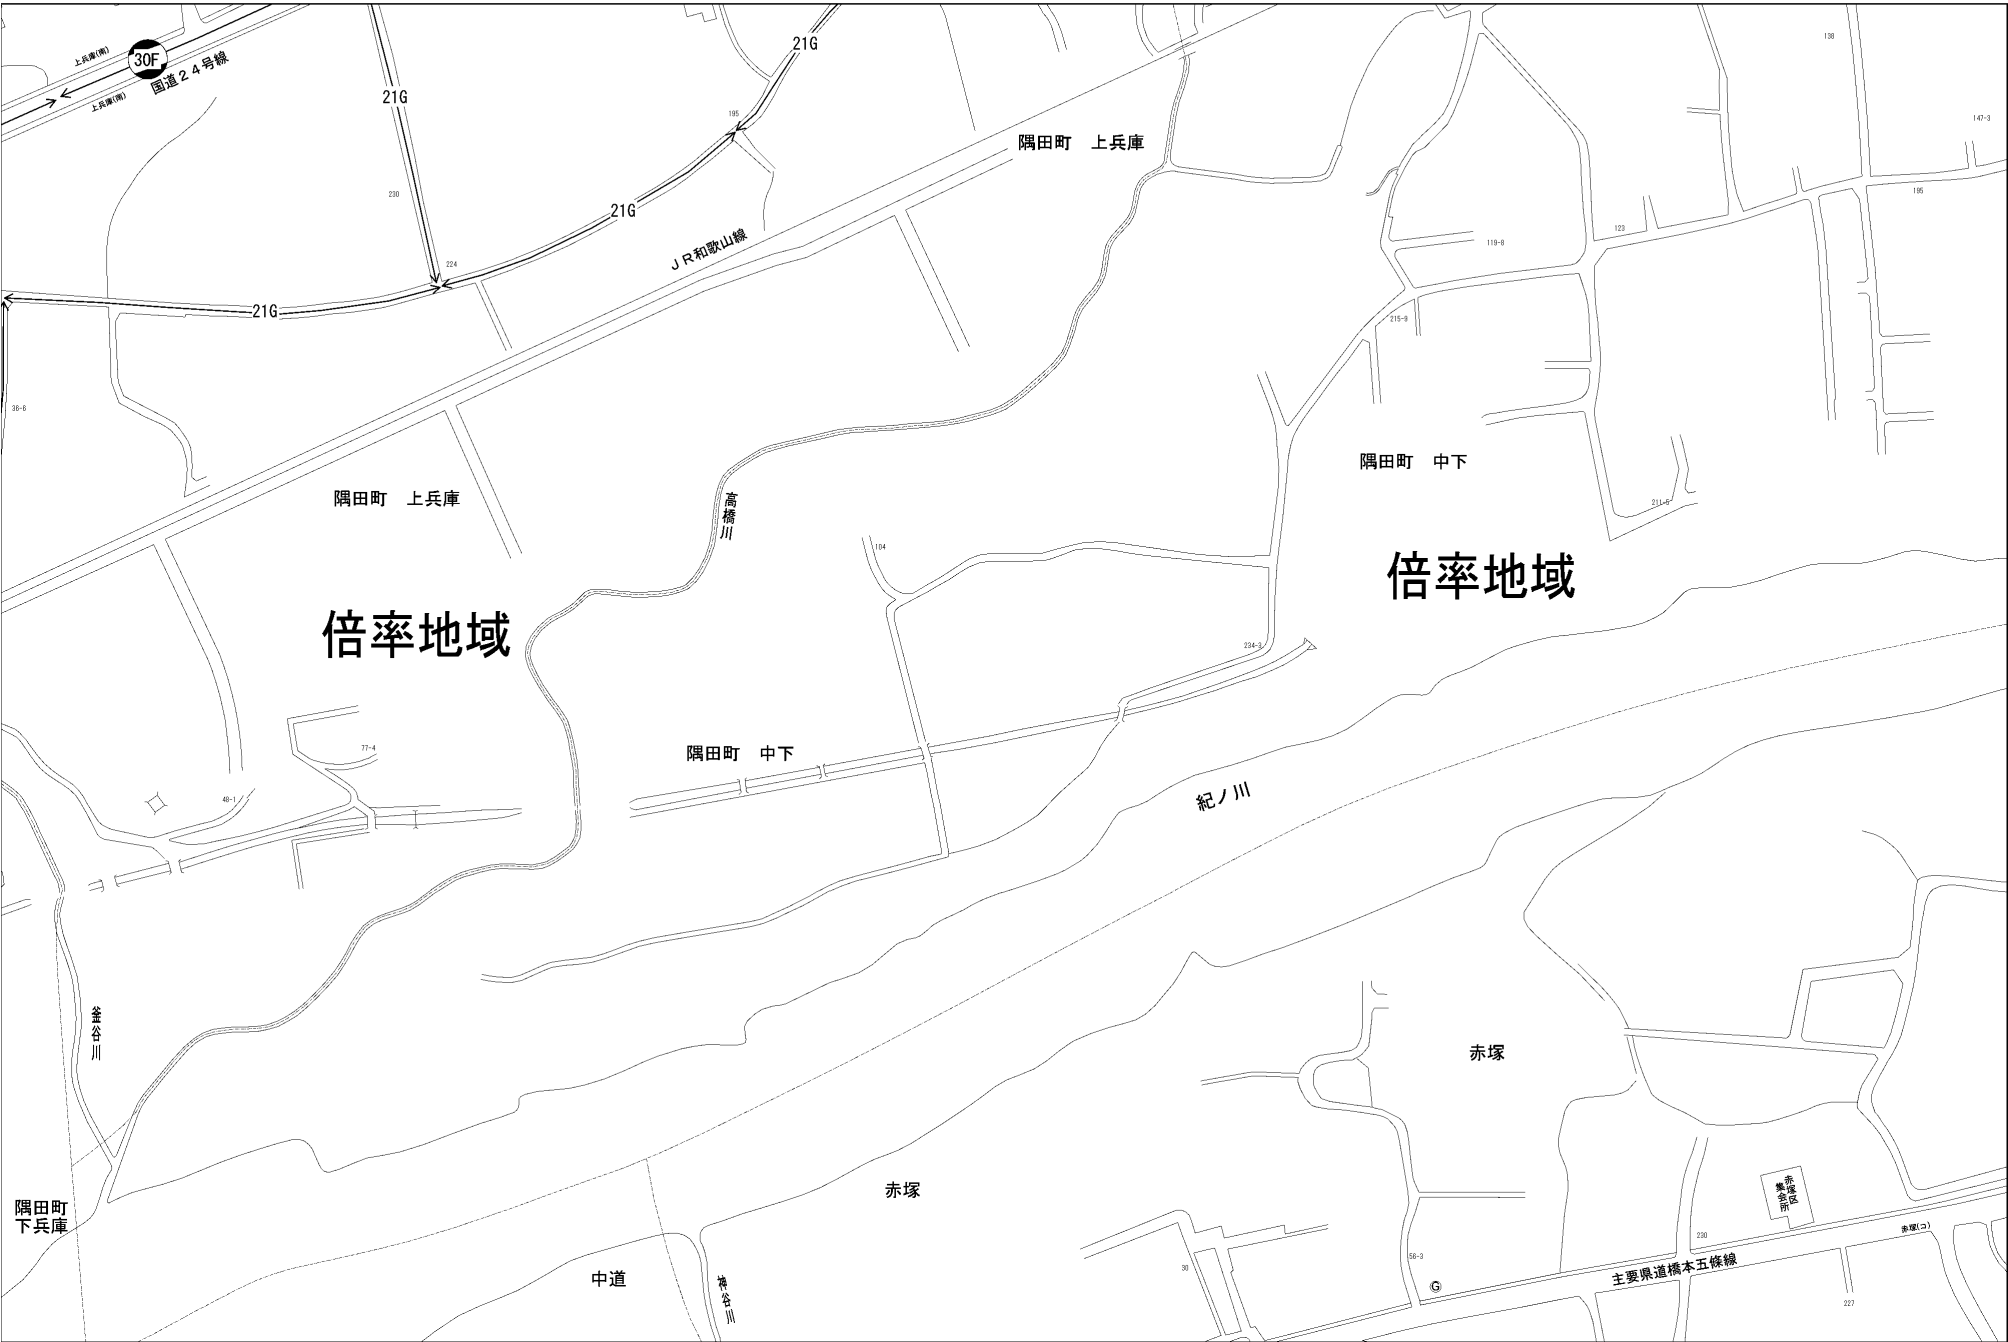 上兵庫(南)
30F
国道24号線
上兵庫(南)
21G
21G
138
195
147-3
隅田町　上兵庫
230
195
21G
123
119-8
JR和歌山線
224
21G
215-9
36-6
隅田町　中下
隅田町　上兵庫
高橋川
211-5
104
倍率地域
倍率地域
234-3
77-4
隅田町　中下
紀ノ川
48-1
釜谷川
赤塚
赤塚
赤塚区
集会所
隅田町
下兵庫
赤塚(コ)
230
56-3
30
主要県道橋本五條線
中道
神谷川
G
227